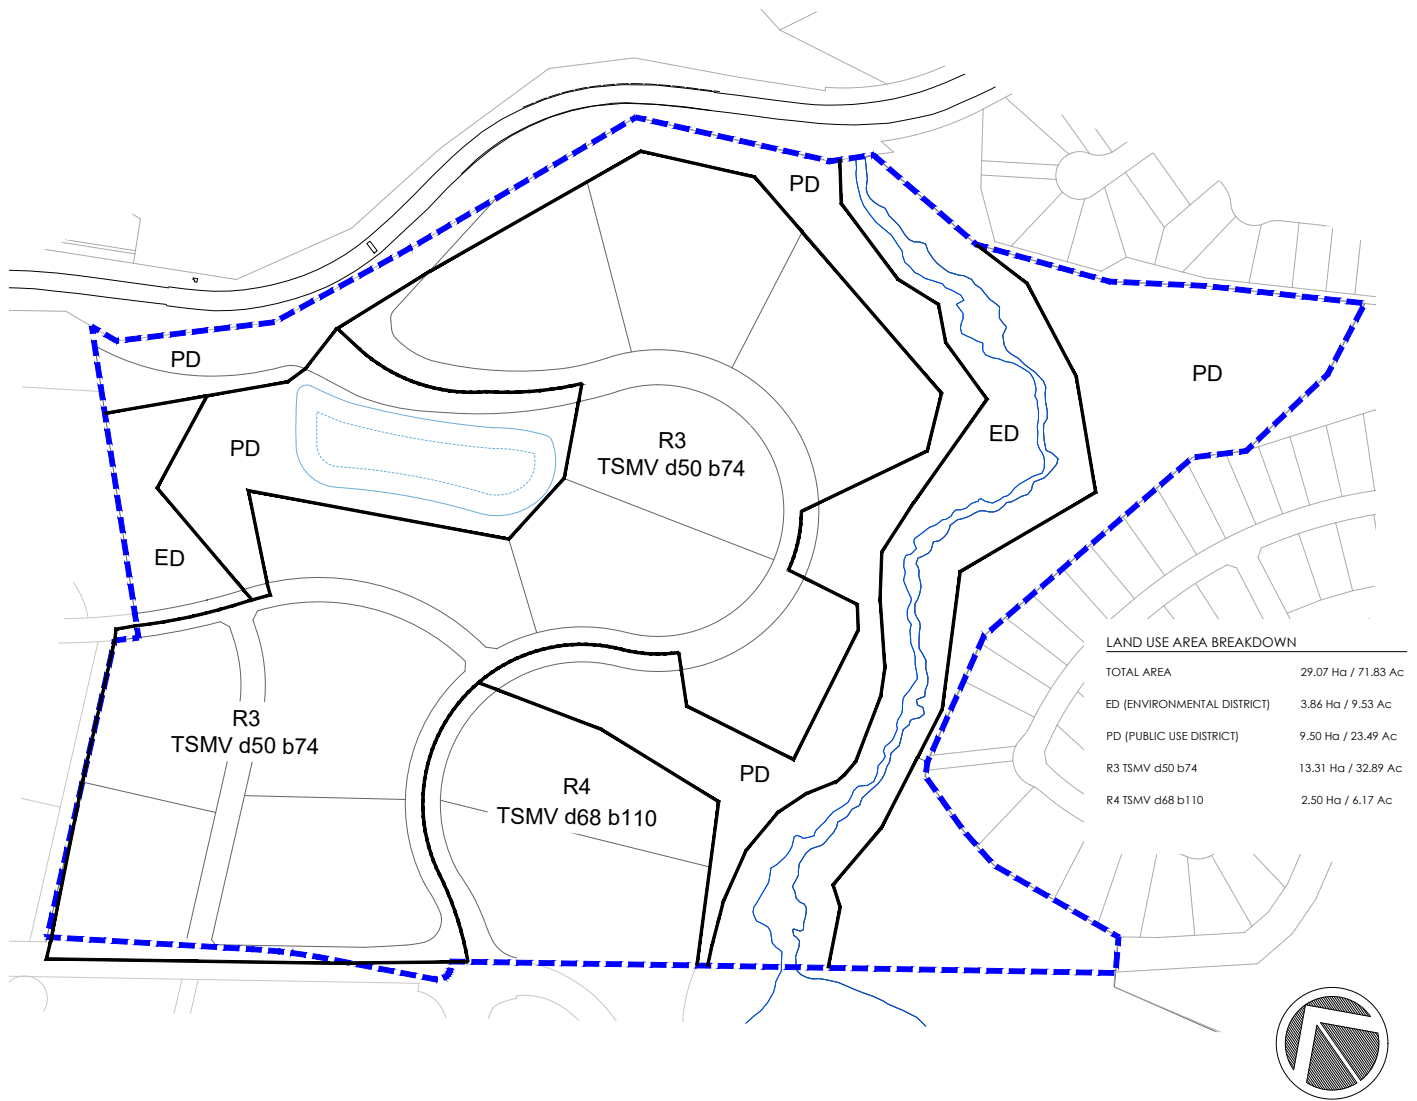 PD
PD
PD
R3
TSMV d50 b74
ED
PD
ED
LAND USE AREA BREAKDOWN
TOTAL AREA 29.07 Ha / 71.83 Ac
ED (ENVIRONMENTAL DISTRICT) 3.86 Ha / 9.53 Ac
PD (PUBLIC USE DISTRICT) 9.50 Ha / 23.49 Ac
R3 TSMV d50 b74 13.31 Ha / 32.89 Ac
R4 TSMV d68 b110 2.50 Ha / 6.17 Ac
R3
TSMV d50 b74
PD
R4
TSMV d68 b110